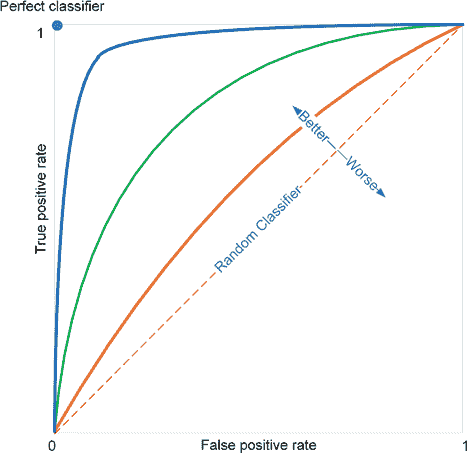 Perfect classifier
1
True positive rate
Better
Worse
Random Classifier
0
False positive rate
1